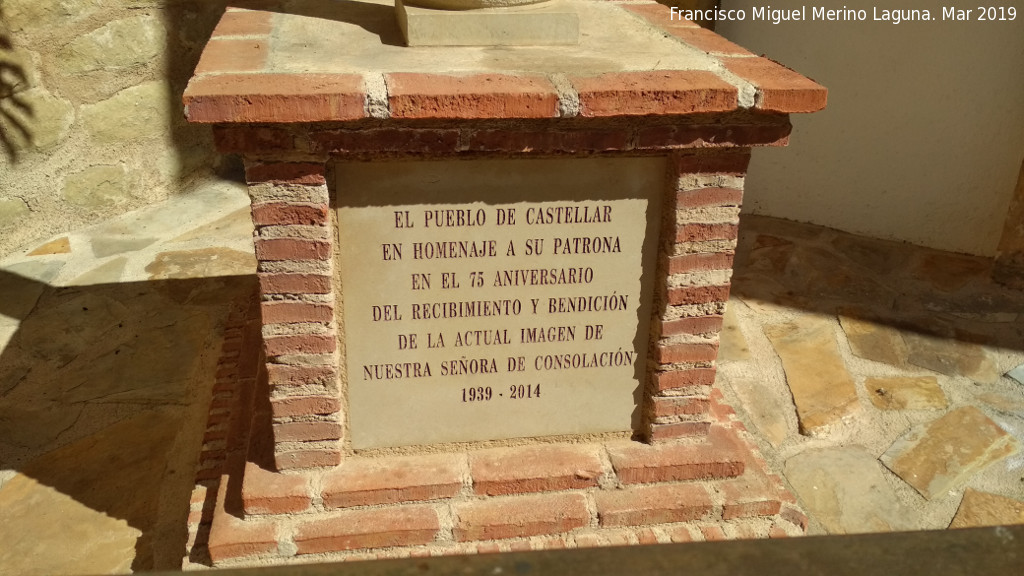 Francisco Miguel Merino Laguna. Mar 2019
EL PUEBLO DE CASTELLAR
EN HOMENAJE A SU PATRONA
EN EL 75 ANIVERSARIO
DEL RECIBIMIENTO Y BENDICIÓN
DE LA ACTUAL IMAGEN DE
NUESTRA SEÑORA DE CONSOLACIÓN
1939 - 2014